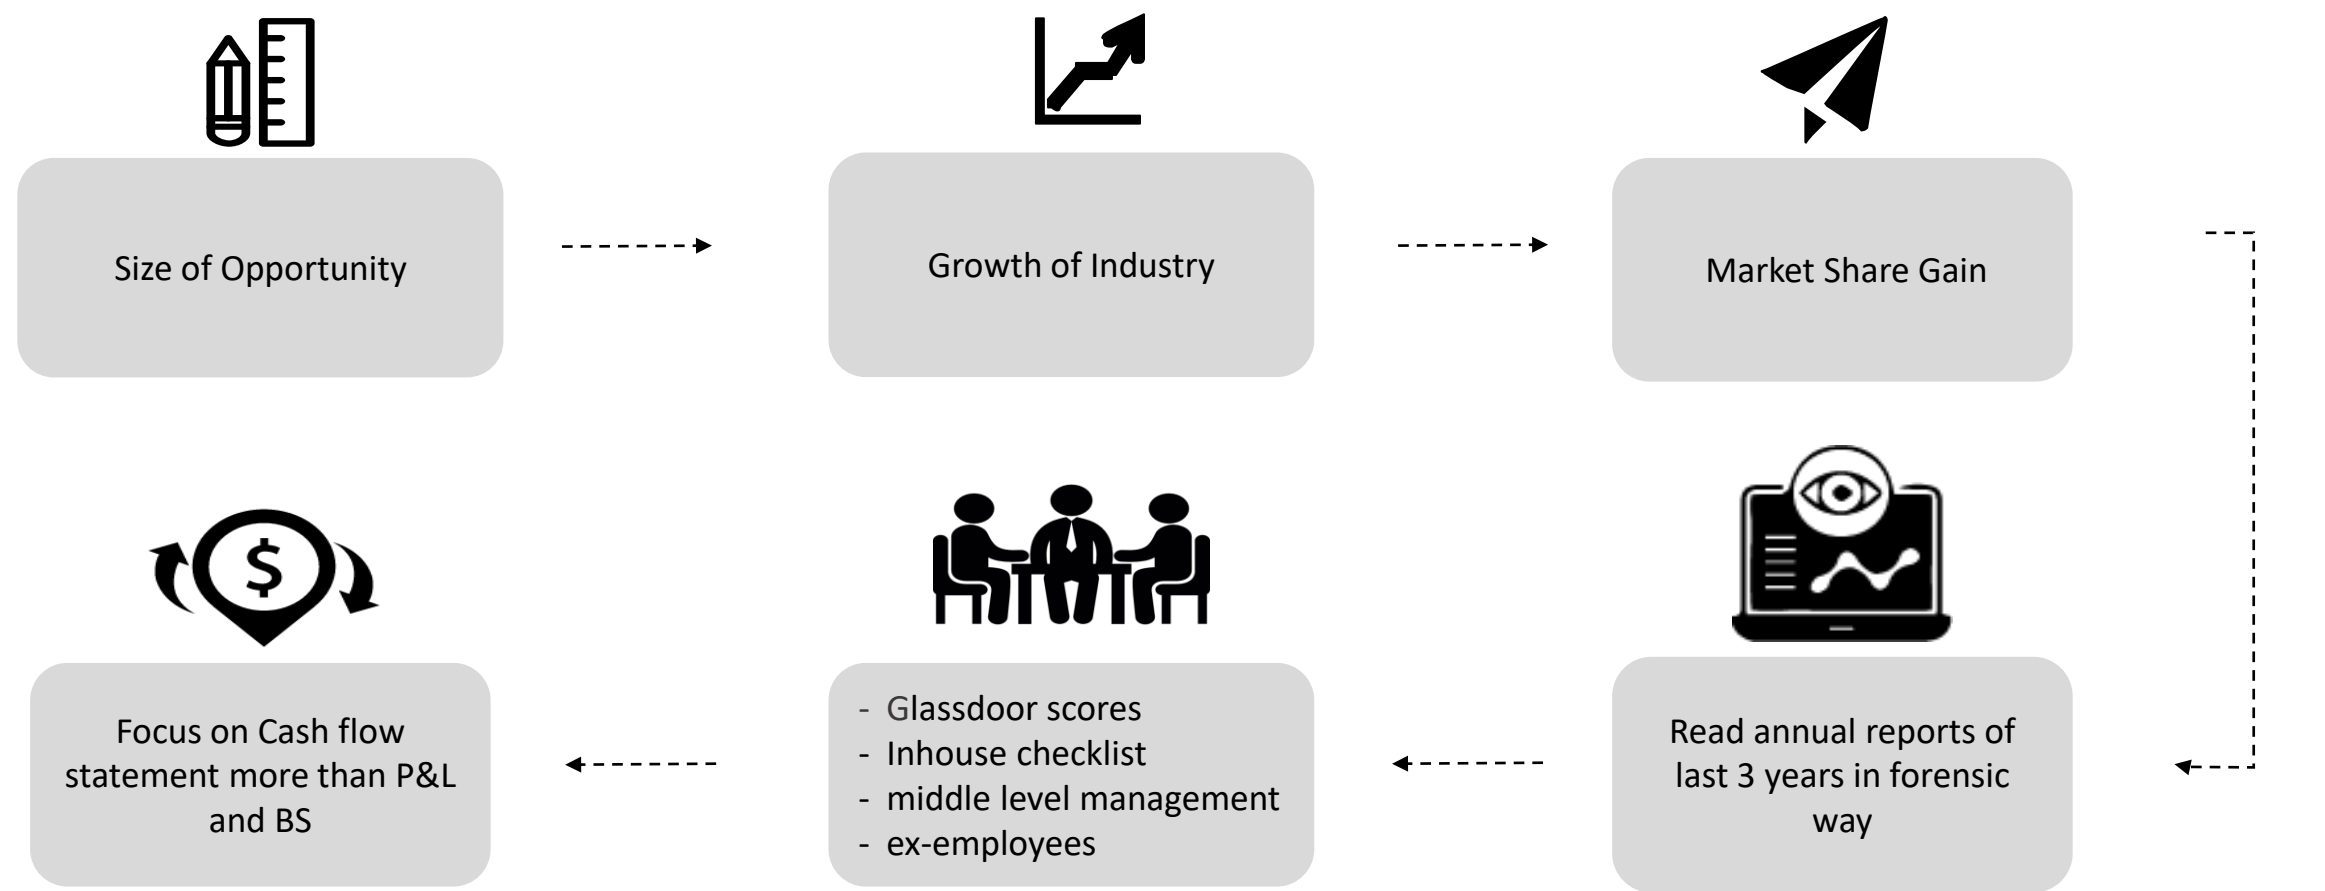 Size of Opportunity
Growth of Industry
Market Share Gain
$
Focus on Cash flow
statement more than P&L
and BS
- Glassdoor scores
- Inhouse checklist
- middle level management
- ex-employees
Read annual reports of
last 3 years in forensic
way